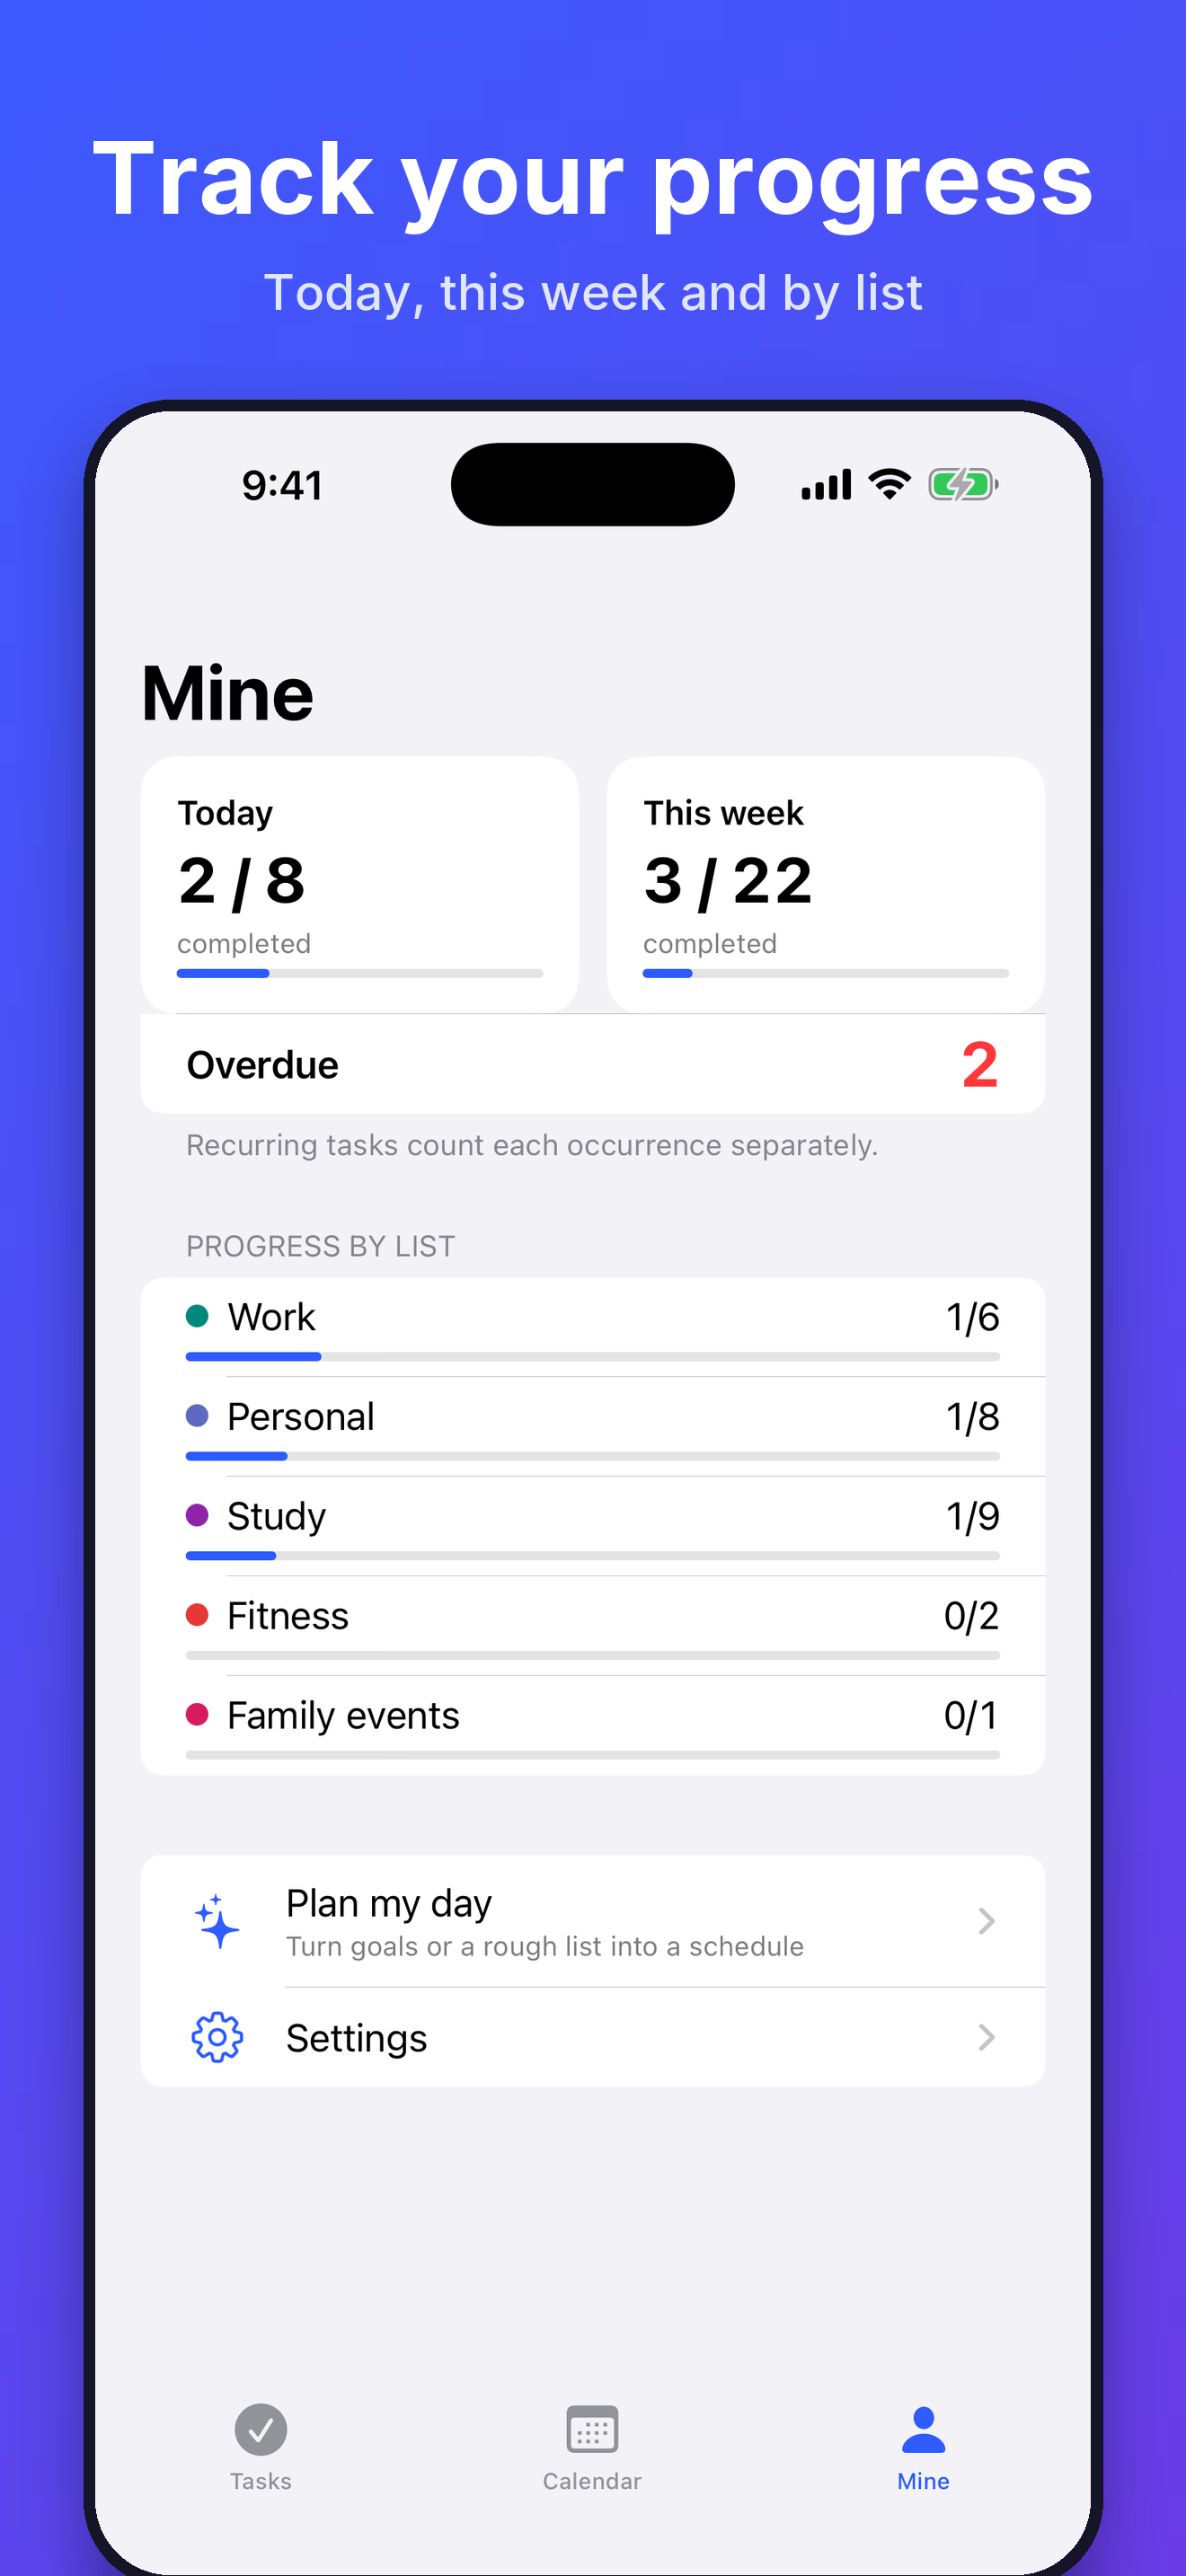 Track your progress
Today, this week and by list
9:41
Mine
Today
2 / 8
completed
This week
3 / 22
completed
Overdue
2
Recurring tasks count each occurrence separately.
PROGRESS BY LIST
Work
1/6
Personal
1/8
Study
1/9
Fitness
0/2
Family events
0/1
Plan my day
Turn goals or a rough list into a schedule
Settings
Tasks
Calendar
Mine